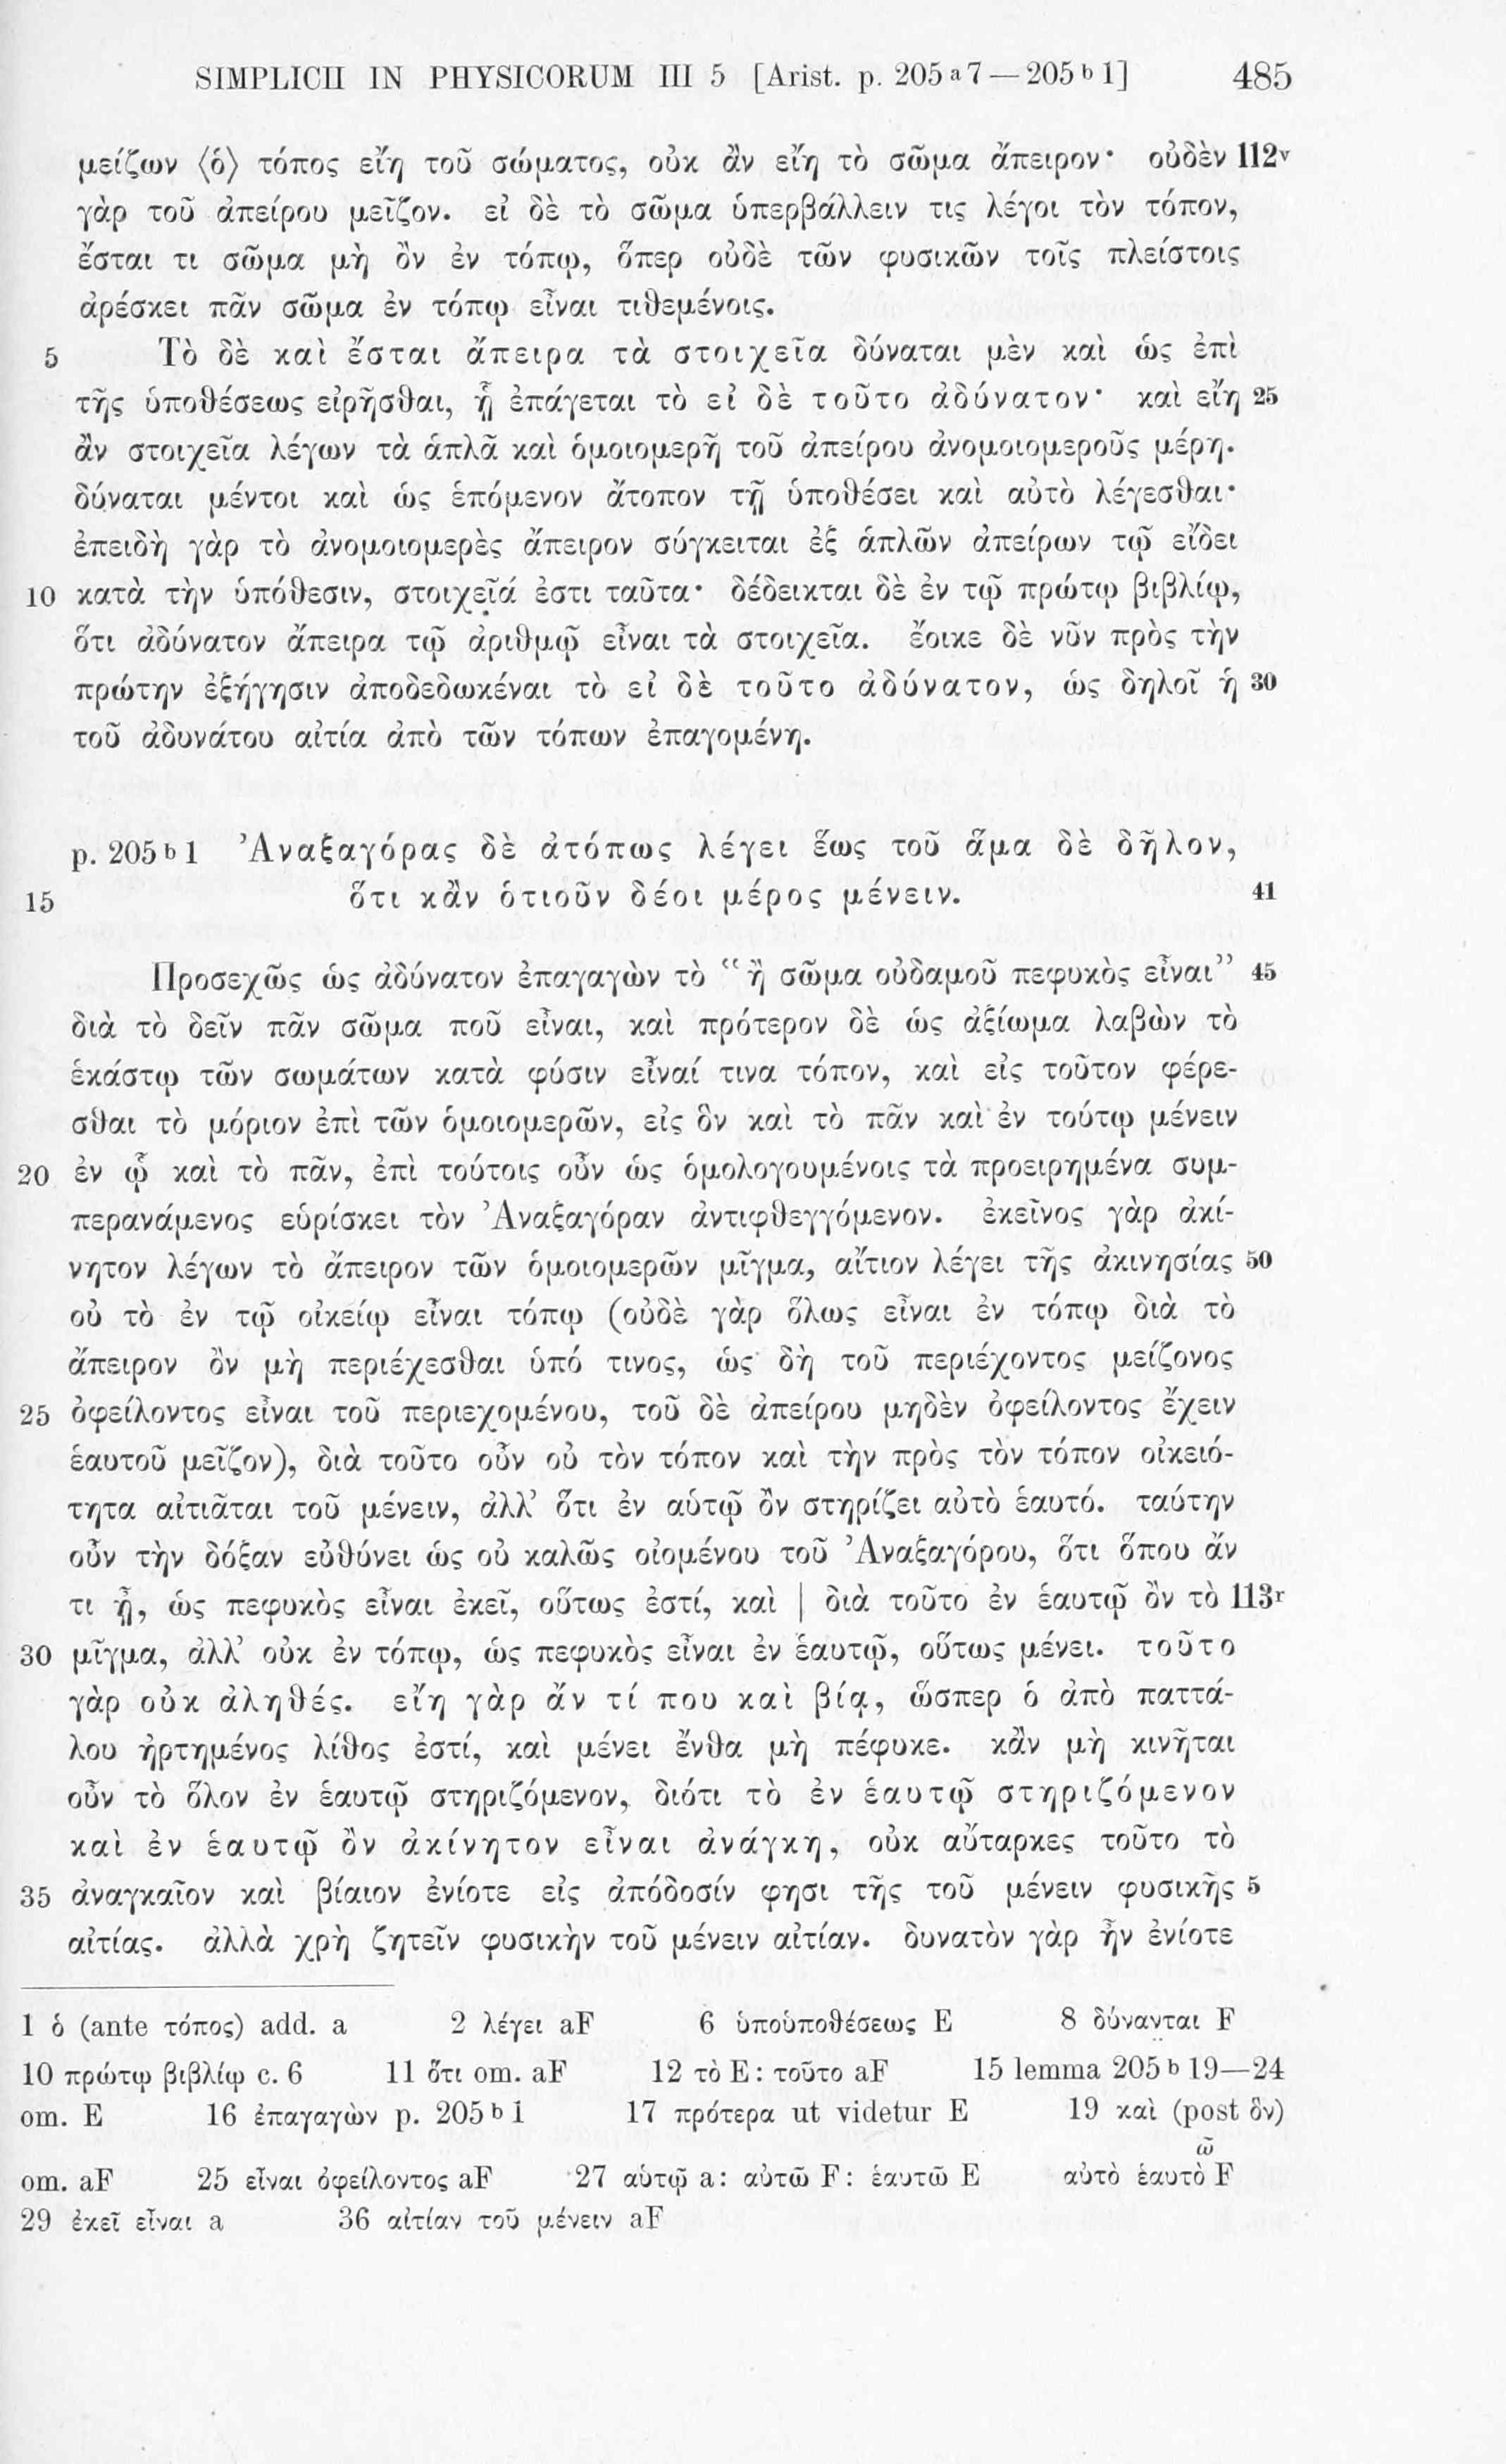 SIMPLICII IN PHYSICORUM III 5 [Arist. p. 205 a 7 — 205 b 1] 485
μείζων 〈ὁ〉 τόπος εἴη τοῦ σώματος, οὐκ ἂν εἴη τὸ σῶμα ἄπειρον· οὐδὲν 112v
γὰρ τοῦ ἀπείρου μεῖζον. εἰ δὲ τὸ σῶμα ὑπερβάλλειν τις λέγοι τὸν τόπον,
ἔσται τι σῶμα μὴ ὂν ἐν τόπῳ, ὅπερ οὐδὲ τῶν φυσικῶν τοῖς πλείστοις
ἀρέσκει πᾶν σῶμα ἐν τόπῳ εἶναι τιθεμένοις.
5 Τὸ δὲ καὶ ἔσται ἄπειρα τὰ στοιχεῖα δύναται μὲν καὶ ὡς ἐπὶ
τῆς ὑποθέσεως εἰρῆσθαι, ᾗ ἐπάγεται τὸ εἰ δὲ τοῦτο ἀδύνατον· καὶ εἴη 25
ἂν στοιχεῖα λέγων τὰ ἁπλᾶ καὶ ὁμοιομερῆ τοῦ ἀπείρου ἀνομοιομεροῦς μέρη.
δύναται μέντοι καὶ ὡς ἑπόμενον ἄτοπον τῇ ὑποθέσει καὶ αὐτὸ λέγεσθαι·
ἐπειδὴ γὰρ τὸ ἀνομοιομερὲς ἄπειρον σύγκειται ἐξ ἁπλῶν ἀπείρων τῷ εἴδει
10 κατὰ τὴν ὑπόθεσιν, στοιχεῖά ἐστι ταῦτα· δέδεικται δὲ ἐν τῷ πρώτῳ βιβλίῳ,
ὅτι ἀδύνατον ἄπειρα τῷ ἀριθμῷ εἶναι τὰ στοιχεῖα. ἔοικε δὲ νῦν πρὸς τὴν
πρώτην ἐξήγησιν ἀποδεδωκέναι τὸ εἰ δὲ τοῦτο ἀδύνατον, ὡς δηλοῖ ἡ 30
τοῦ ἀδυνάτου αἰτία ἀπὸ τῶν τόπων ἐπαγομένη.
p. 205 b 1 Ἀναξαγόρας δὲ ἀτόπως λέγει ἕως τοῦ ἅμα δὲ δῆλον,
15 ὅτι κἂν ὁτιοῦν δέοι μέρος μένειν. 41
Προσεχῶς ὡς ἀδύνατον ἐπαγαγὼν τὸ “ἢ σῶμα οὐδαμοῦ πεφυκὸς εἶναι” 45
διὰ τὸ δεῖν πᾶν σῶμα ποῦ εἶναι, καὶ πρότερον δὲ ὡς ἀξίωμα λαβὼν τὸ
ἑκάστῳ τῶν σωμάτων κατὰ φύσιν εἶναί τινα τόπον, καὶ εἰς τοῦτον φέρε-
σθαι τὸ μόριον ἐπὶ τῶν ὁμοιομερῶν, εἰς ὃν καὶ τὸ πᾶν καὶ ἐν τούτῳ μένειν
20 ἐν ᾧ καὶ τὸ πᾶν, ἐπὶ τούτοις οὖν ὡς ὁμολογουμένοις τὰ προειρημένα συμ-
περανάμενος εὑρίσκει τὸν Ἀναξαγόραν ἀντιφθεγγόμενον. ἐκεῖνος γὰρ ἀκί-
νητον λέγων τὸ ἄπειρον τῶν ὁμοιομερῶν μῖγμα, αἴτιον λέγει τῆς ἀκινησίας 50
οὐ τὸ ἐν τῷ οἰκείῳ εἶναι τόπῳ (οὐδὲ γὰρ ὅλως εἶναι ἐν τόπῳ διὰ τὸ
ἄπειρον ὂν μὴ περιέχεσθαι ὑπό τινος, ὡς δὴ τοῦ περιέχοντος μείζονος
25 ὀφείλοντος εἶναι τοῦ περιεχομένου, τοῦ δὲ ἀπείρου μηδὲν ὀφείλοντος ἔχειν
ἑαυτοῦ μεῖζον), διὰ τοῦτο οὖν οὐ τὸν τόπον καὶ τὴν πρὸς τὸν τόπον οἰκειό-
τητα αἰτιᾶται τοῦ μένειν, ἀλλ’ ὅτι ἐν αὑτῷ ὂν στηρίζει αὐτὸ ἑαυτό. ταύτην
οὖν τὴν δόξαν εὐθύνει ὡς οὐ καλῶς οἰομένου τοῦ Ἀναξαγόρου, ὅτι ὅπου ἄν
τι ᾖ, ὡς πεφυκὸς εἶναι ἐκεῖ, οὕτως ἐστί, καὶ | διὰ τοῦτο ἐν ἑαυτῷ ὂν τὸ 113r
30 μῖγμα, ἀλλ’ οὐκ ἐν τόπῳ, ὡς πεφυκὸς εἶναι ἐν ἑαυτῷ, οὕτως μένει. τοῦτο
γὰρ οὐκ ἀληθές. εἴη γὰρ ἄν τί που καὶ βίᾳ, ὥσπερ ὁ ἀπὸ παττά-
λου ἠρτημένος λίθος ἐστί, καὶ μένει ἔνθα μὴ πέφυκε. κἂν μὴ κινῆται
οὖν τὸ ὅλον ἐν ἑαυτῷ στηριζόμενον, διότι τὸ ἐν ἑαυτῷ στηριζόμενον
καὶ ἐν ἑαυτῷ ὂν ἀκίνητον εἶναι ἀνάγκη, οὐκ αὔταρκες τοῦτο τὸ
35 ἀναγκαῖον καὶ βίαιον ἐνίοτε εἰς ἀπόδοσίν φησι τῆς τοῦ μένειν φυσικῆς 5
αἰτίας. ἀλλὰ χρὴ ζητεῖν φυσικὴν τοῦ μένειν αἰτίαν. δυνατὸν γὰρ ἦν ἐνίοτε
1 ὁ (ante τόπος) add. a 2 λέγει aF 6 ὑποϋποθέσεως E 8 δύνανται F
10 πρώτῳ βιβλίῳ c. 6 11 ὅτι om. aF 12 τὸ E: τοῦτο aF 15 lemma 205 b 19—24
om. E 16 ἐπαγαγὼν p. 205 b 1 17 πρότερα ut videtur E 19 καὶ (post ὃν)
om. aF 25 εἶναι ὀφείλοντος aF 27 αὑτῷ a: αὐτῶ F: ἑαυτῶ E αὐτὸ ἑαυτὸῶ F
29 ἐκεῖ εἶναι a 36 αἰτίαν τοῦ μένειν aF